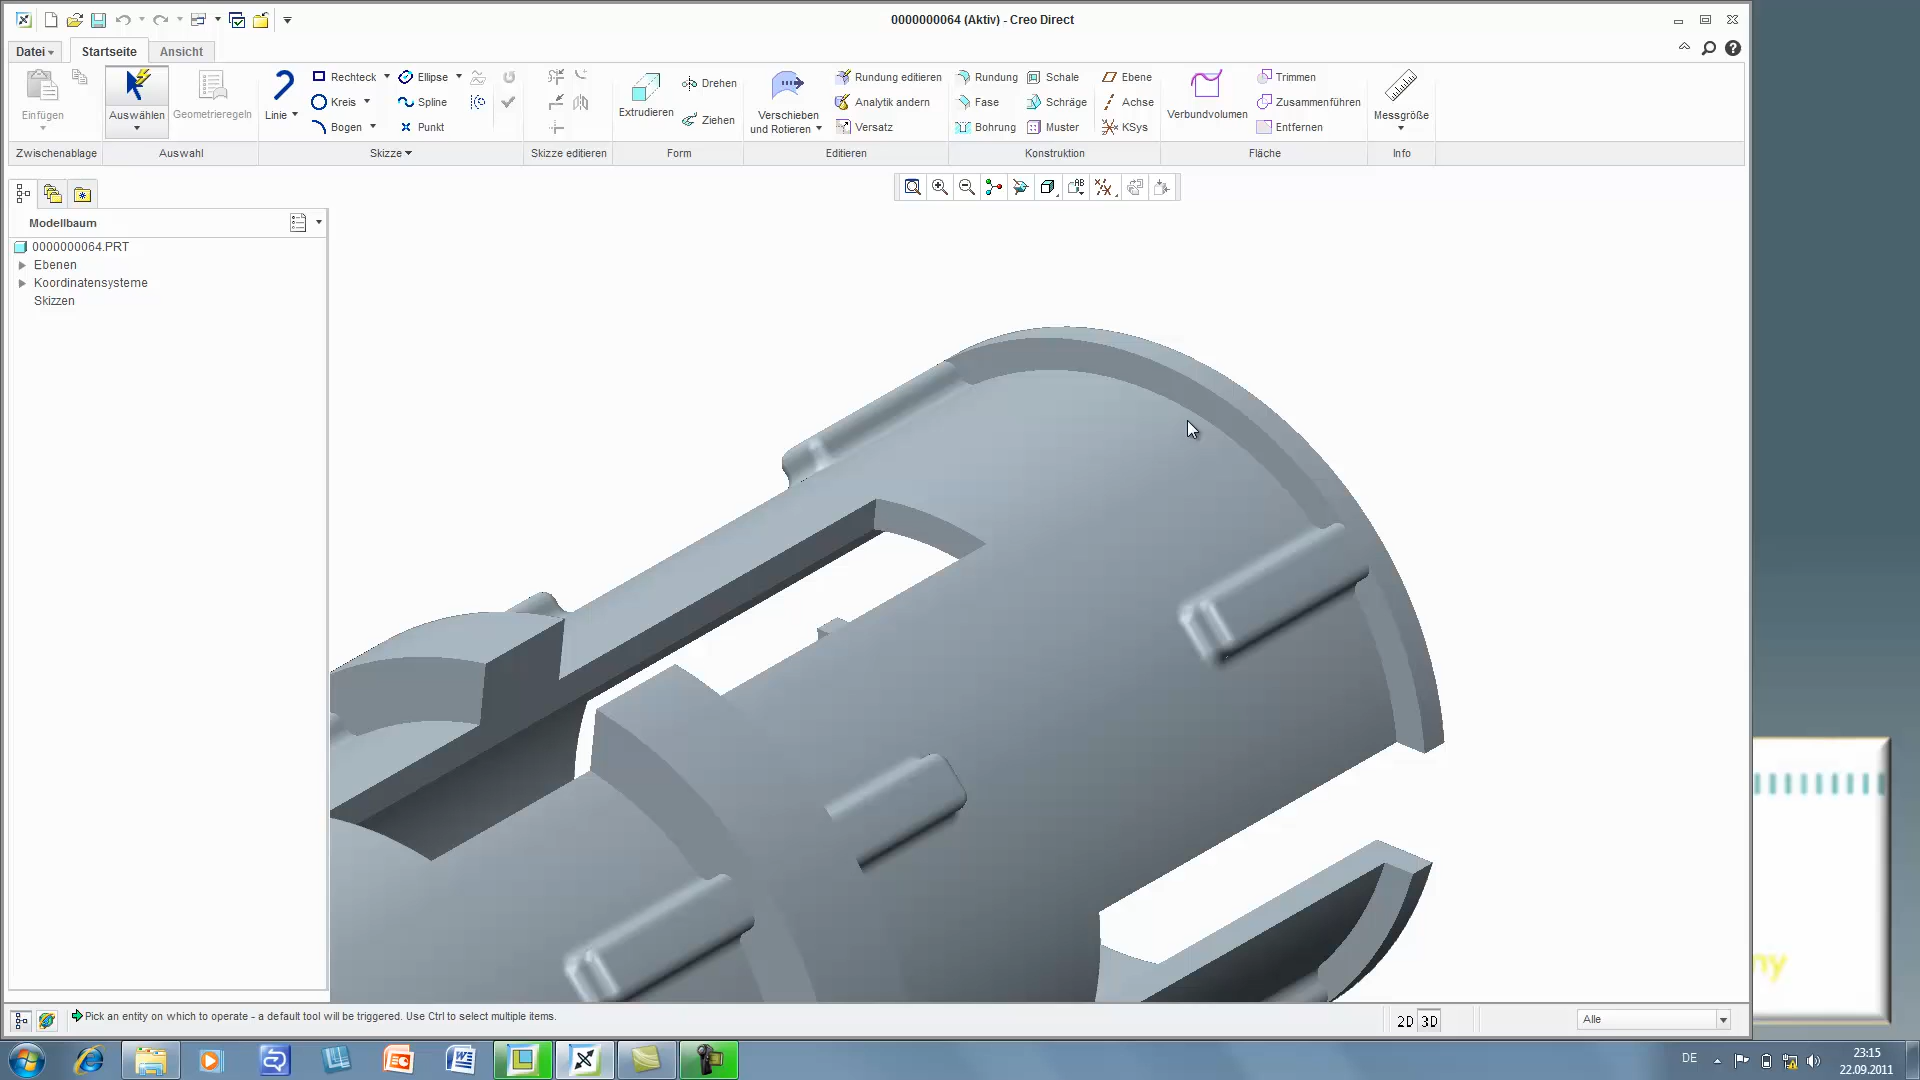 0000000064 (Aktiv) - Creo Direct
Datei
Startseite
Ansicht
Einfügen
Auswählen
Geometrieregeln
Linie
Rechteck
Kreis
Bogen
Ellipse
Spline
Punkt
Extrudieren
Drehen
Ziehen
Verschieben
und Rotieren
Rundung editieren
Analytik ändern
Versatz
Rundung
Fase
Bohrung
Schale
Schräge
Muster
Ebene
Achse
KSys
Verbundvolumen
Trimmen
Zusammenführen
Entfernen
Messgröße
Zwischenablage
Auswahl
Skizze
Skizze editieren
Form
Editieren
Konstruktion
Fläche
Info
Modellbaum
0000000064.PRT
Ebenen
Koordinatensysteme
Skizzen
ny
Pick an entity on which to operate - a default tool will be triggered. Use Ctrl to select multiple items.
2D 3D
Alle
DE
23:15
22.09.2011